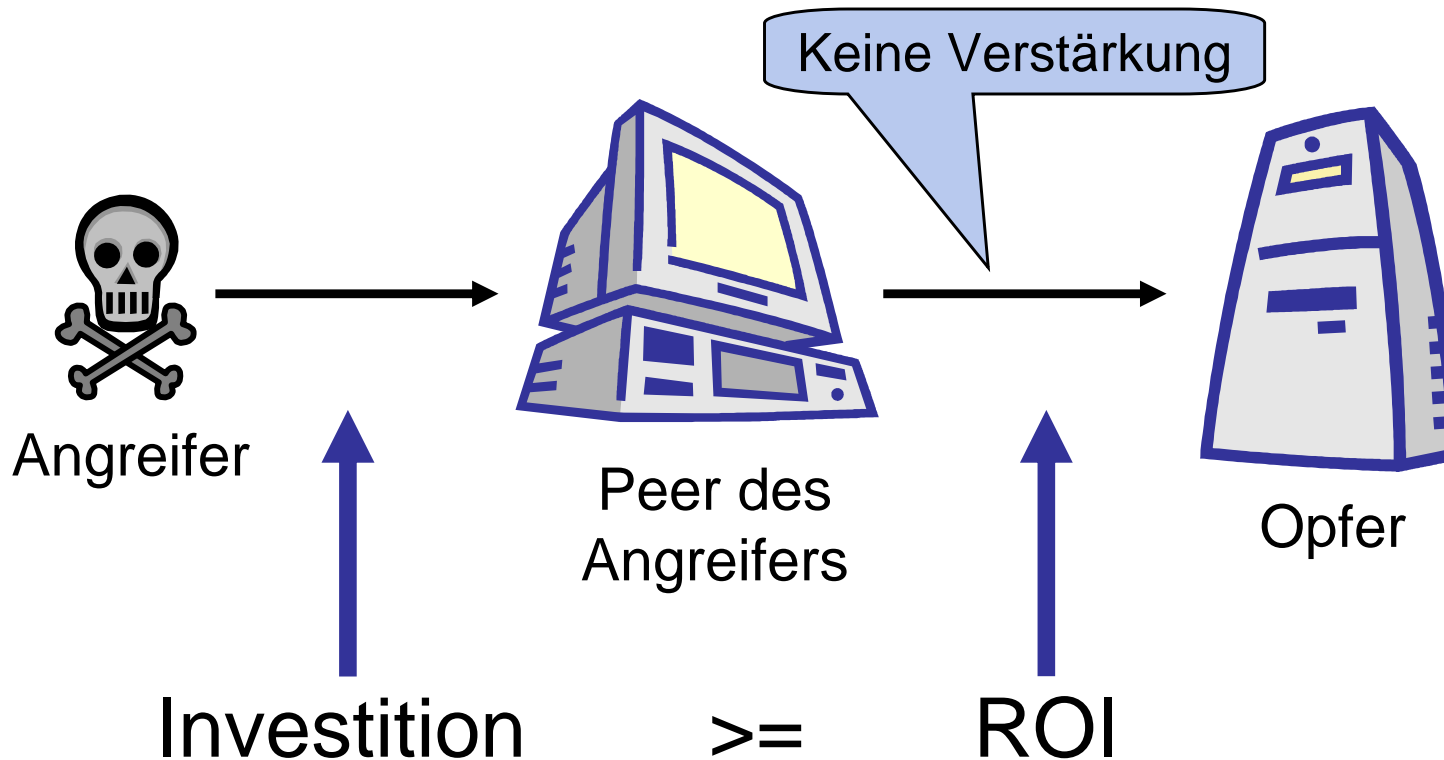 Keine Verstärkung
Angreifer
Peer des
Angreifers
Opfer
Investition >= ROI